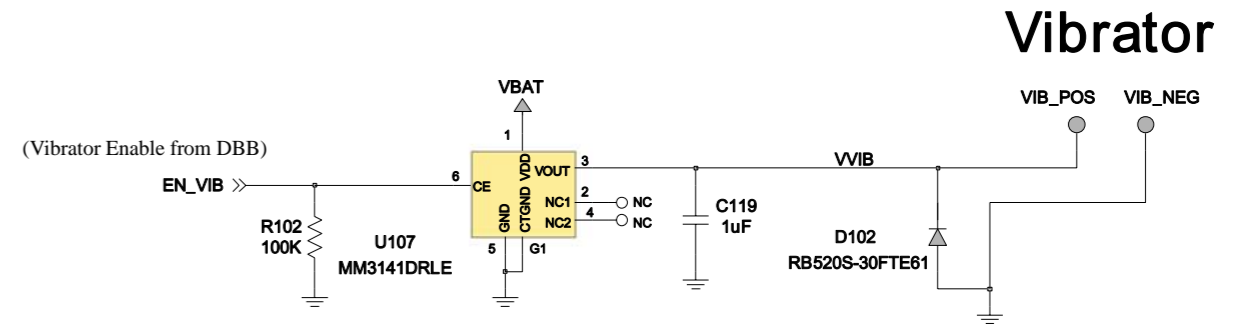 Vibrator
VBAT
VIB_POS VIB_NEG
1
(Vibrator Enable from DBB)
EN_VIB
6
CE
VDD
VOUT
3
VVIB
GND
CTGND
NC1
2
NC
NC2
4
NC
5
G1
R102
100K
U107
MM3141DRLE
C119
1uF
D102
RB520S-30FTE61